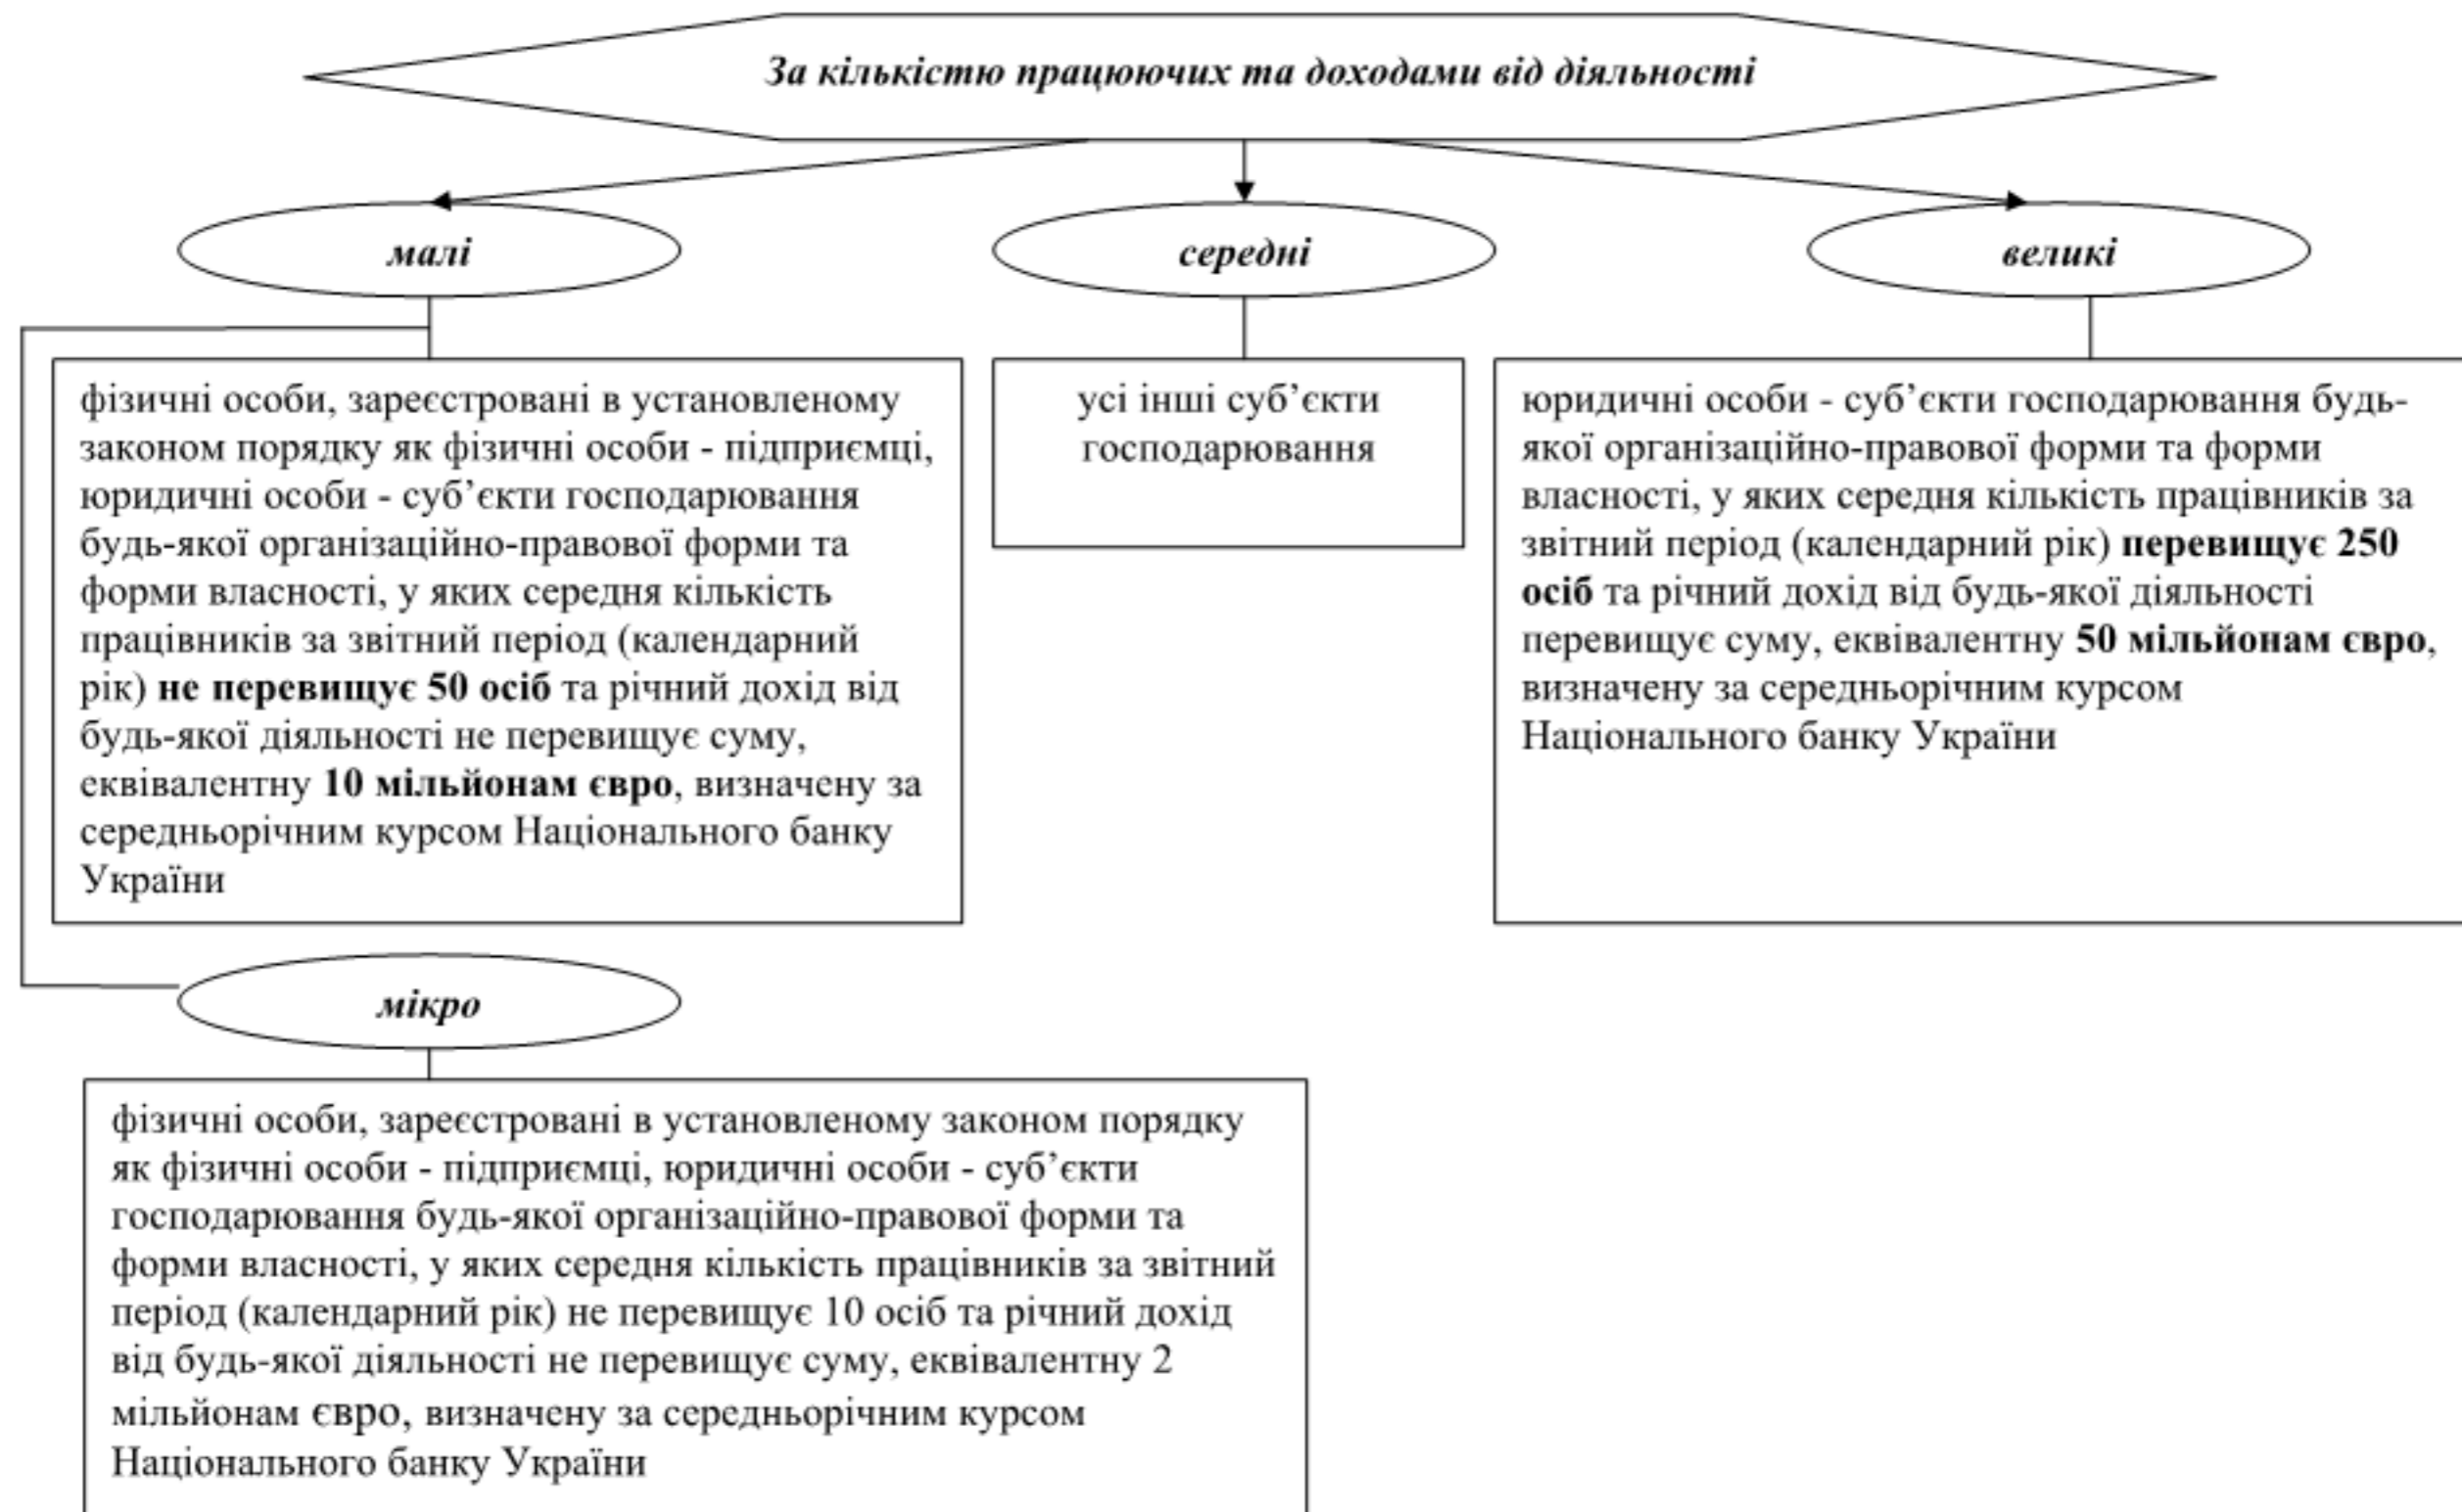 За кількістю працюючих та доходами від діяльності
малі
середні
великі
фізичні особи, зареєстровані в установленому
законом порядку як фізичні особи - підприємці,
юридичні особи - суб’єкти господарювання
будь-якої організаційно-правової форми та
форми власності, у яких середня кількість
працівників за звітний період (календарний
рік) не перевищує 50 осіб та річний дохід від
будь-якої діяльності не перевищує суму,
еквівалентну 10 мільйонам євро, визначену за
середньорічним курсом Національного банку
України
усі інші суб’єкти
господарювання
юридичні особи - суб’єкти господарювання будь-
якої організаційно-правової форми та форми
власності, у яких середня кількість працівників за
звітний період (календарний рік) перевищує 250
осіб та річний дохід від будь-якої діяльності
перевищує суму, еквівалентну 50 мільйонам євро,
визначену за середньорічним курсом
Національного банку України
мікро
фізичні особи, зареєстровані в установленому законом порядку
як фізичні особи - підприємці, юридичні особи - суб’єкти
господарювання будь-якої організаційно-правової форми та
форми власності, у яких середня кількість працівників за звітний
період (календарний рік) не перевищує 10 осіб та річний дохід
від будь-якої діяльності не перевищує суму, еквівалентну 2
мільйонам євро, визначену за середньорічним курсом
Національного банку України